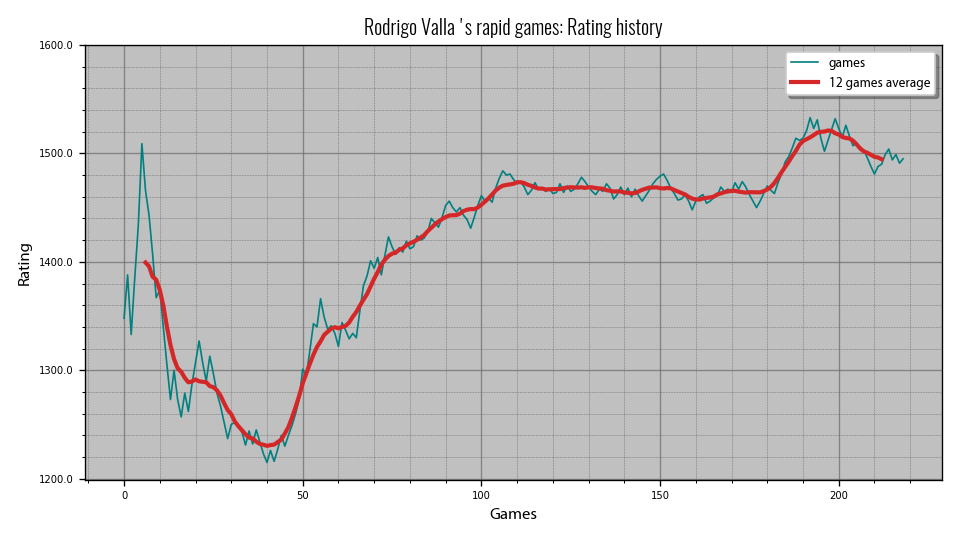 Rodrigo Valla 's rapid games: Rating history
games
12 games average
Rating
1600.0
1500.0
1400.0
1300.0
1200.0
0 50 100 150 200
Games